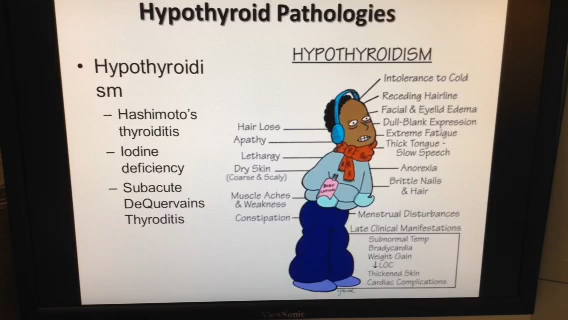 Hypothyroid Pathologies
• Hypothyroidi
sm
– Hashimoto's
thyroiditis
– Iodine
deficiency
– Subacute
DeQuervains
Thyroditis
HYPOTHYROIDISM
Intolerance to Cold
Receding Hairline
Facial & Eyelid Edema
Dull-Blank Expression
Extreme Fatigue
Thick Tongue -
Slow Speech
Anorexia
Brittle Nails
& Hair
Menstrual Disturbances
Hair Loss
Apathy
Lethargy
Dry Skin
(Coarse & Scaly)
Muscle Aches
& Weakness
Constipation
BABY
LOTION
Late Clinical Manifestations
Subnormal Temp
Bradycardia
Weight Gain
↓LOC
Thickened Skin
Cardiac Complications
ViewSonic